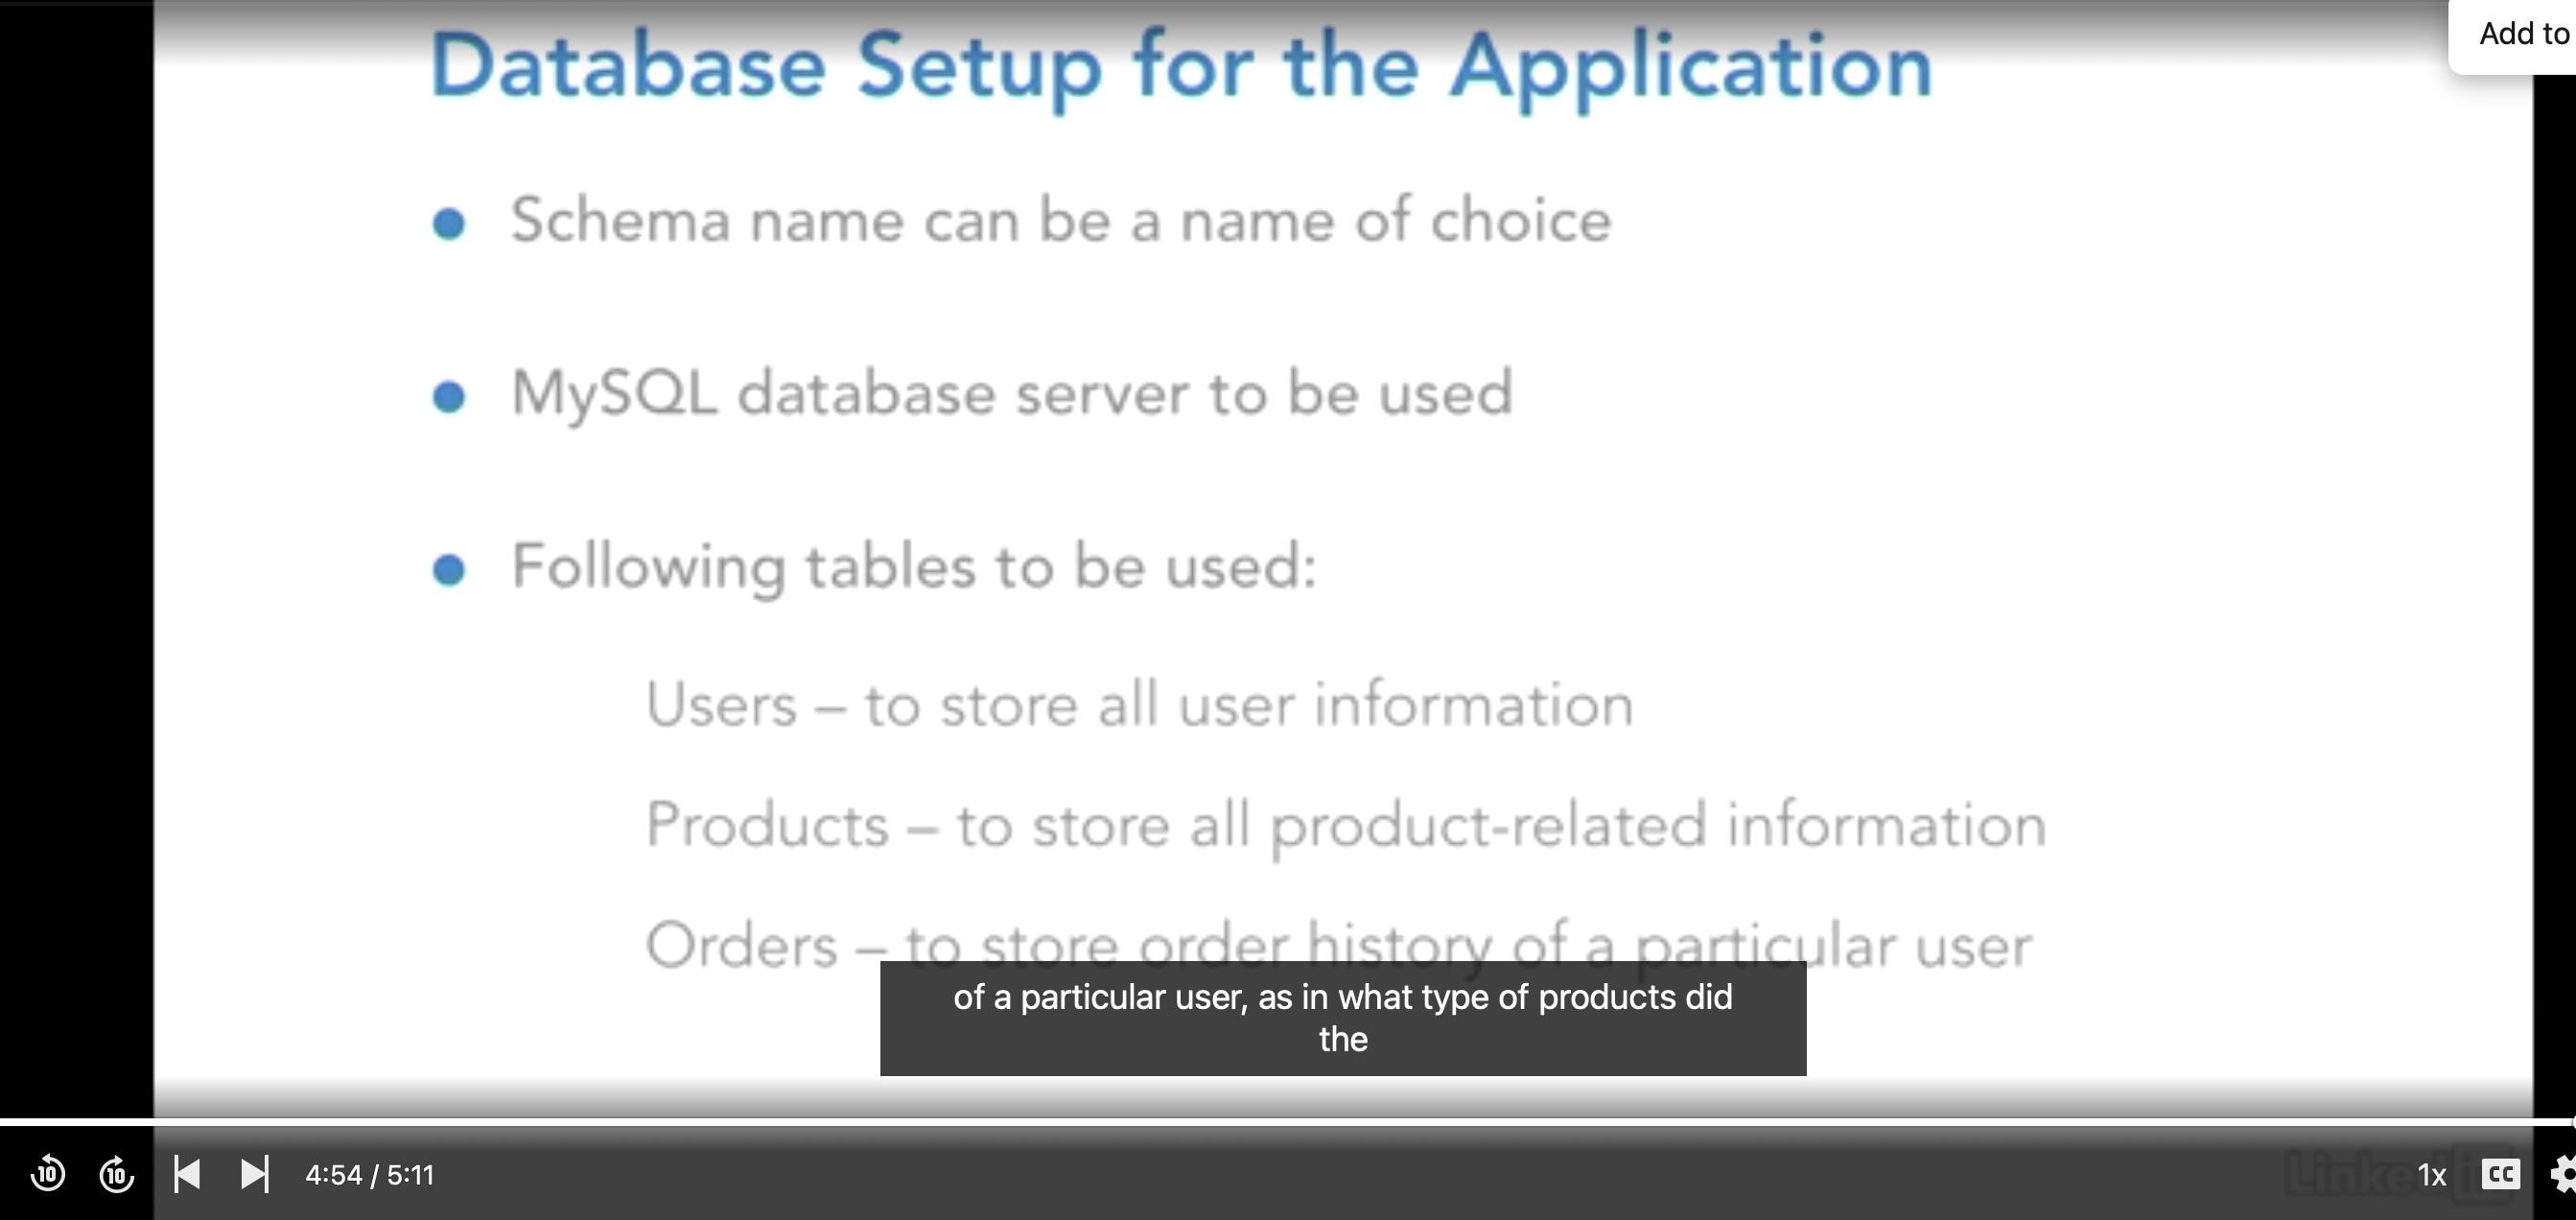 Add to
Database Setup for the Application
● Schema name can be a name of choice
● MySQL database server to be used
● Following tables to be used:
Users – to store all user information
Products – to store all product-related information
Orders – to store order history of a particular user
of a particular user, as in what type of products did
the
10 10 4:54 / 5:11 1x CC
LinkedIn